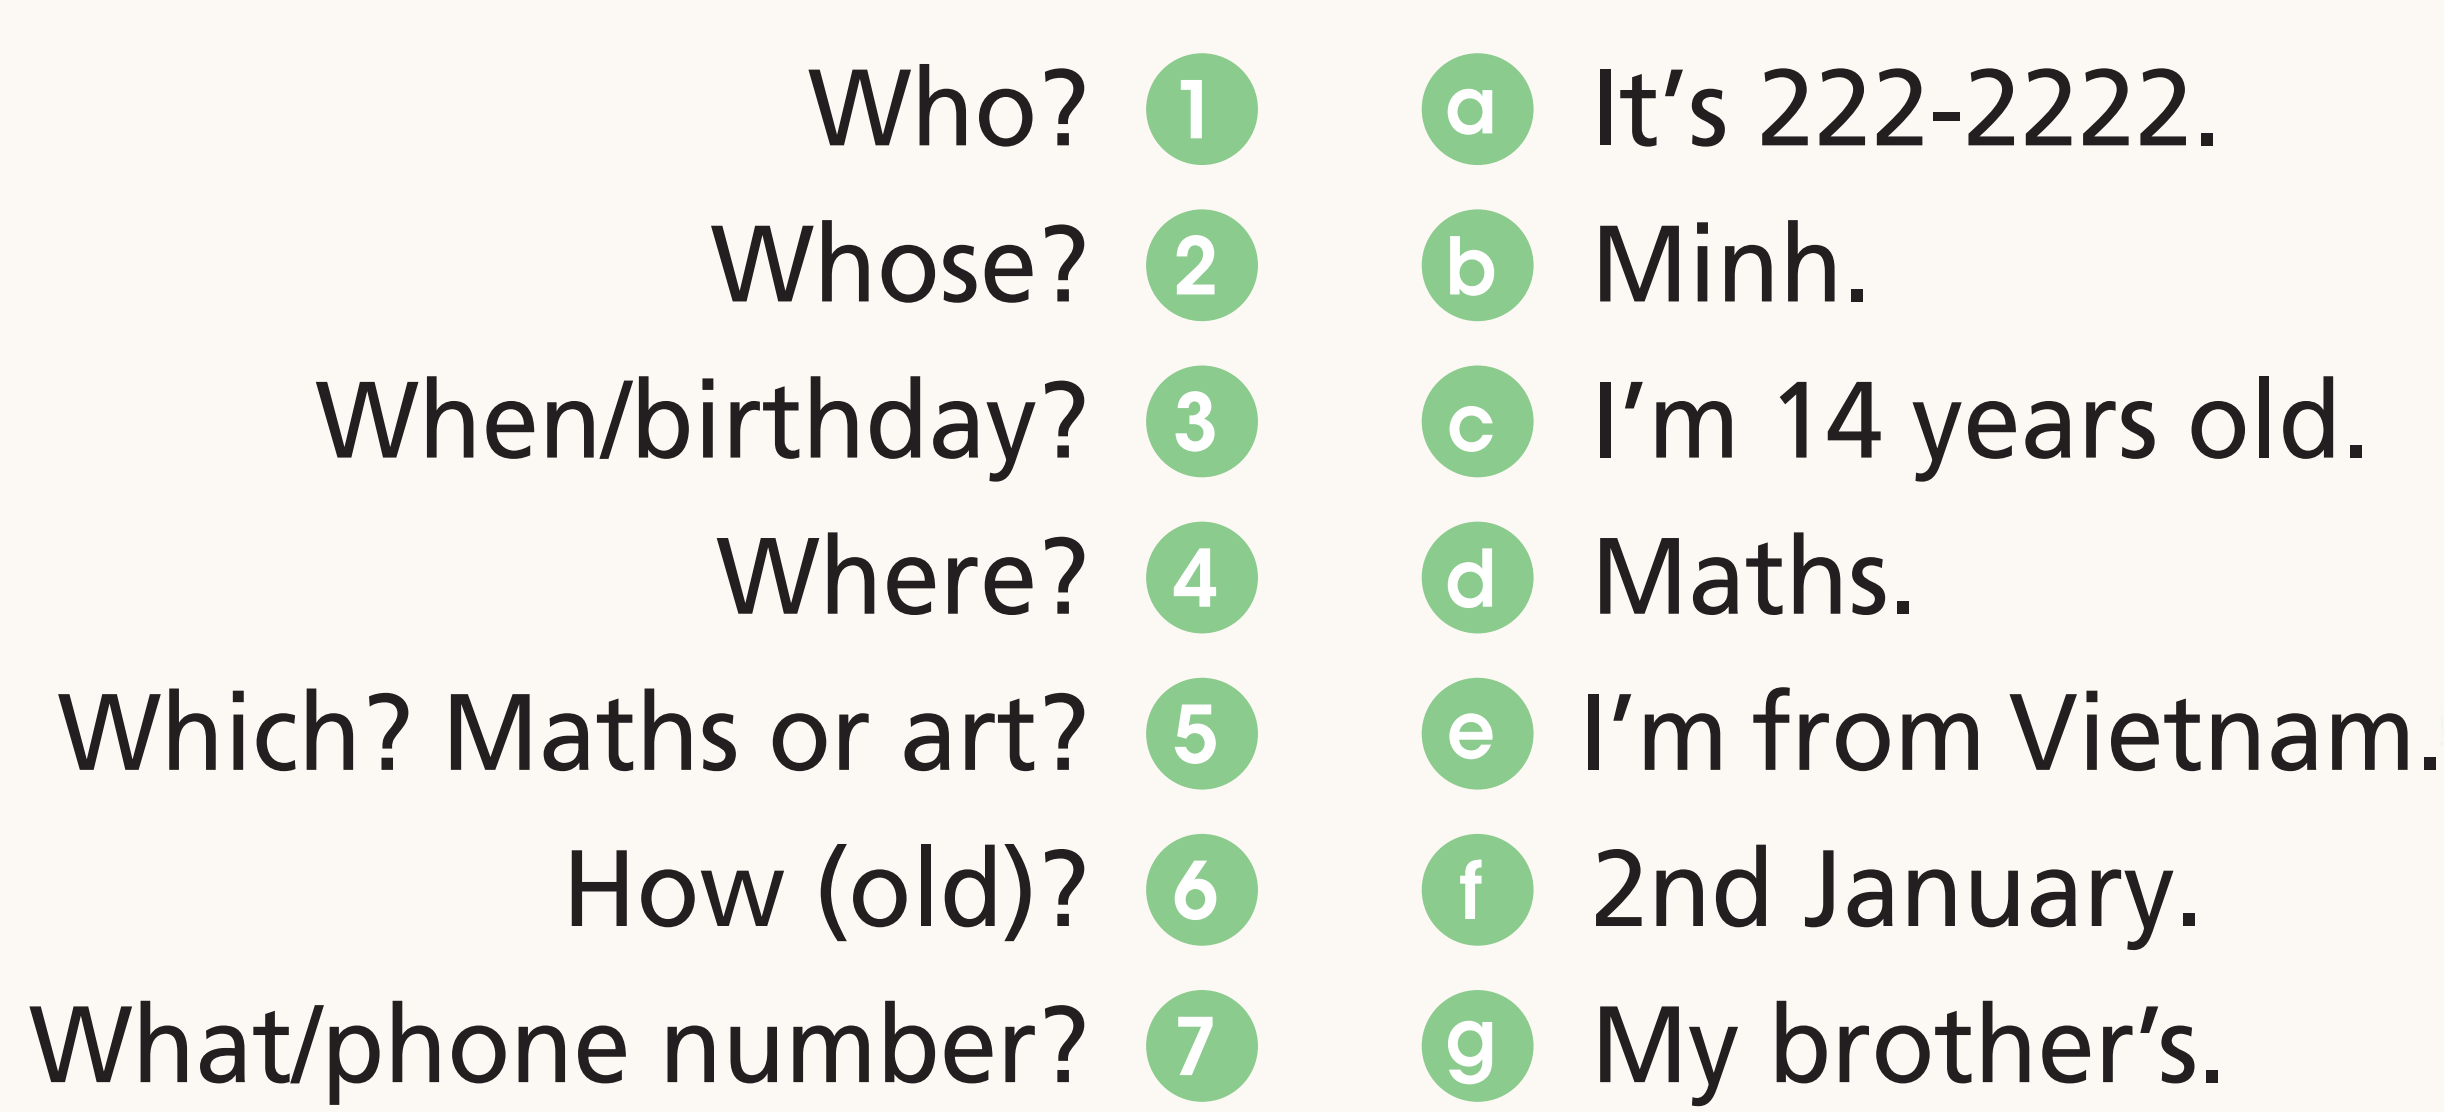 Who? 1 a It's 222-2222.
Whose? 2 b Minh.
When/birthday? 3 c I'm 14 years old.
Where? 4 d Maths.
Which? Maths or art? 5 e I'm from Vietnam.
How (old)? 6 f 2nd January.
What/phone number? 7 g My brother's.